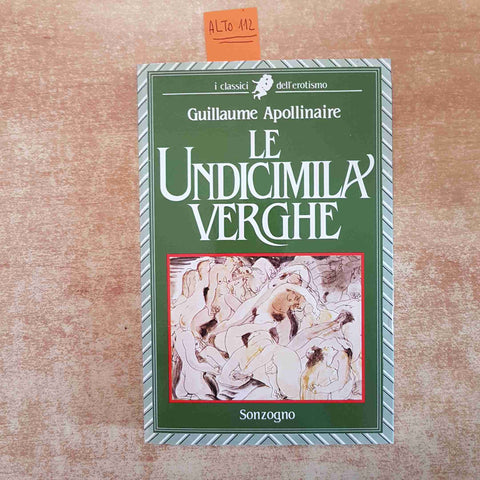 ALTO 112
i classici dell'erotismo
Guillaume Apollinaire
LE
UNDICIMILA
VERGHE
Sonzogno